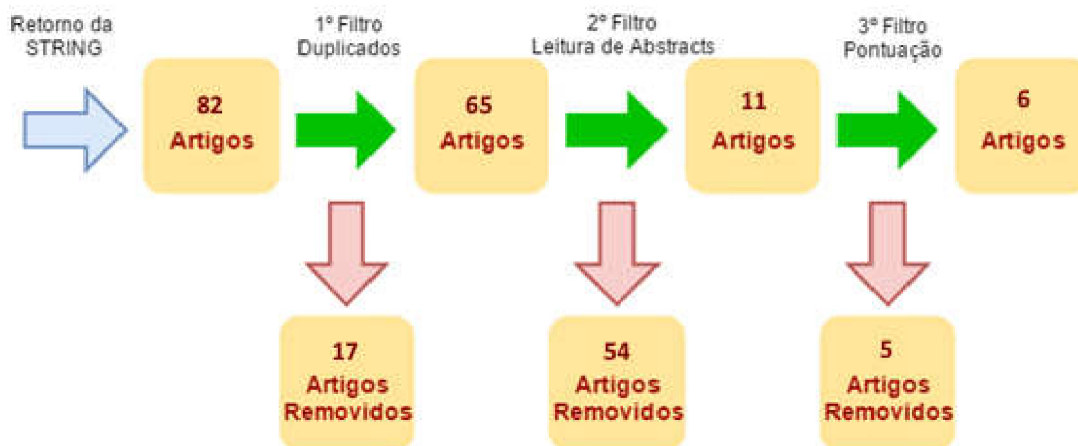 Retorno da
STRING
1º Filtro
Duplicados
2º Filtro
Leitura de Abstracts
3º Filtro
Pontuação
82
Artigos
65
Artigos
11
Artigos
6
Artigos
17
Artigos
Removidos
54
Artigos
Removidos
5
Artigos
Removidos